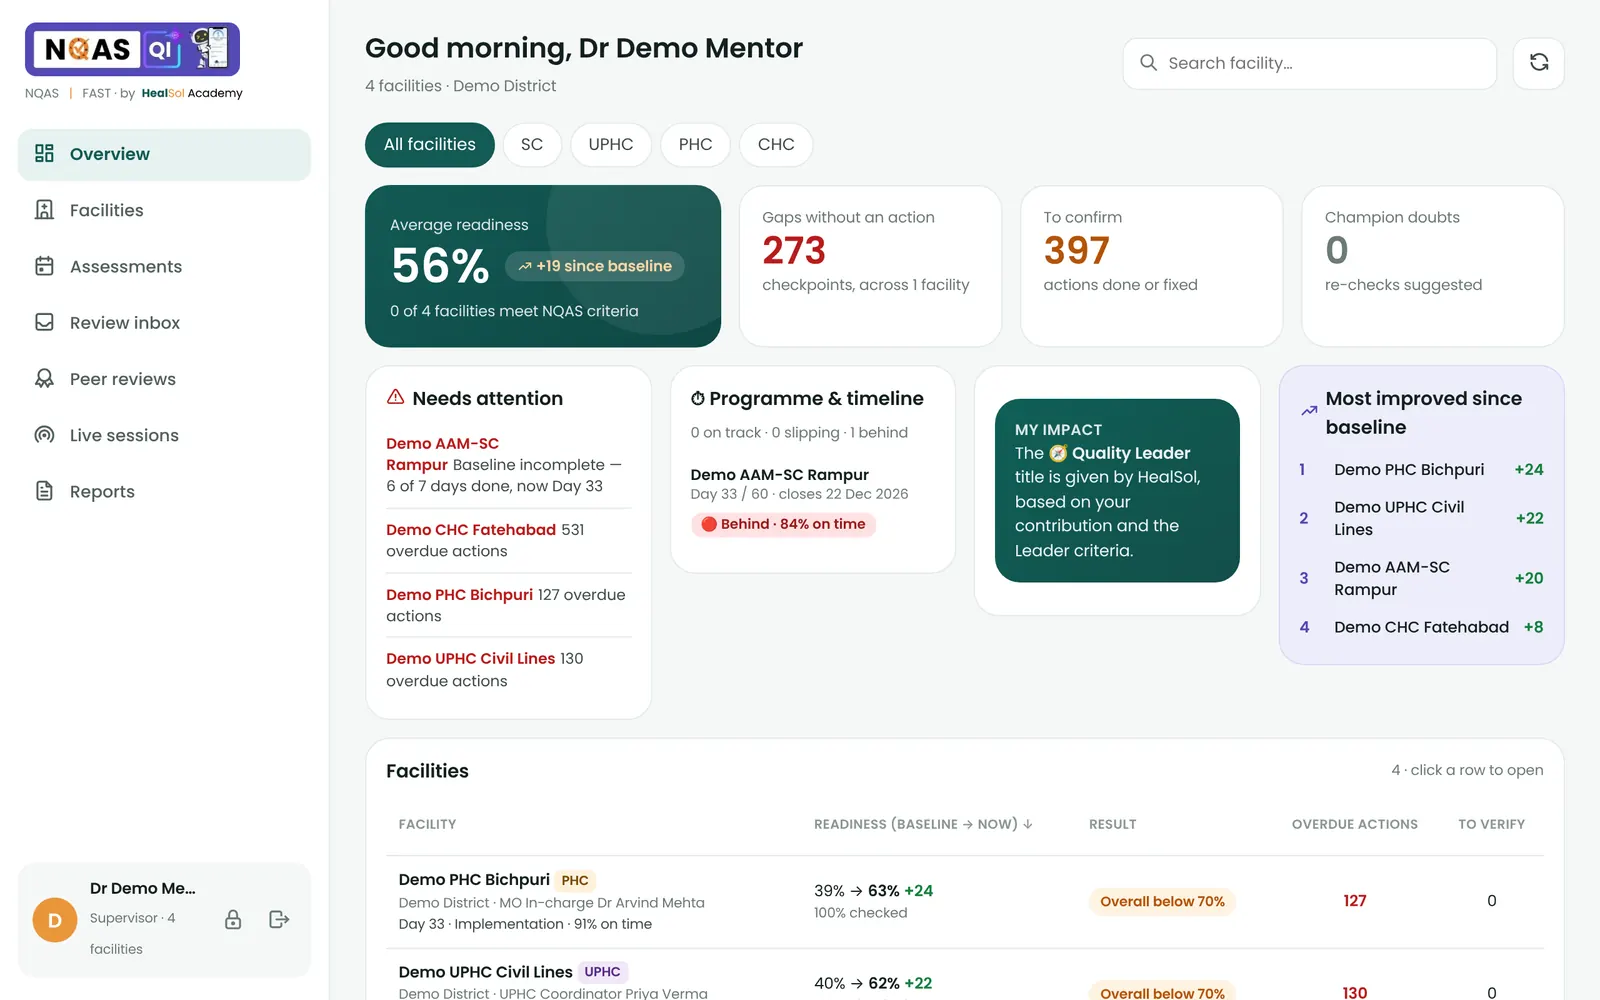 NQAS QI
NQAS | FAST · by HealSol Academy
Overview
Facilities
Assessments
Review inbox
Peer reviews
Live sessions
Reports
Dr Demo Me...
Supervisor · 4
facilities
D
Good morning, Dr Demo Mentor
4 facilities · Demo District
Search facility...
All facilities
SC
UPHC
PHC
CHC
Average readiness
56%
+19 since baseline
0 of 4 facilities meet NQAS criteria
Gaps without an action
273
checkpoints, across 1 facility
To confirm
397
actions done or fixed
Champion doubts
0
re-checks suggested
Needs attention
Demo AAM-SC
Rampur Baseline incomplete —
6 of 7 days done, now Day 33
Demo CHC Fatehabad 531
overdue actions
Demo PHC Bichpuri 127 overdue
actions
Demo UPHC Civil Lines 130
overdue actions
⏱ Programme & timeline
0 on track · 0 slipping · 1 behind
Demo AAM-SC Rampur
Day 33 / 60 · closes 22 Dec 2026
🔴 Behind · 84% on time
MY IMPACT
The 🧭 Quality Leader
title is given by HealSol,
based on your
contribution and the
Leader criteria.
Most improved since
baseline
1 Demo PHC Bichpuri +24
2 Demo UPHC Civil
Lines +22
3 Demo AAM-SC
Rampur +20
4 Demo CHC Fatehabad +8
Facilities
4 · click a row to open
FACILITY READINESS (BASELINE → NOW) ↓ RESULT OVERDUE ACTIONS TO VERIFY
Demo PHC Bichpuri PHC
Demo District · MO In-charge Dr Arvind Mehta
Day 33 · Implementation · 91% on time
39% → 63% +24
100% checked
Overall below 70%
127
0
Demo UPHC Civil Lines UPHC
Demo District · UPHC Coordinator Priya Verma
40% → 62% +22
Overall below 70%
130
0